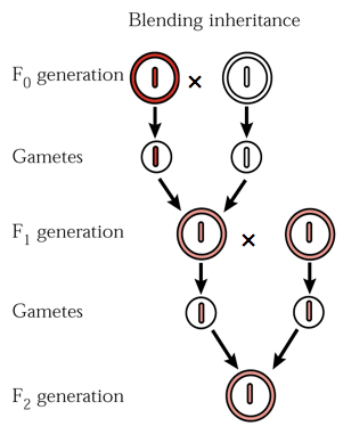 Blending inheritance
F₀ generation
×
Gametes
F₁ generation
×
Gametes
F₂ generation